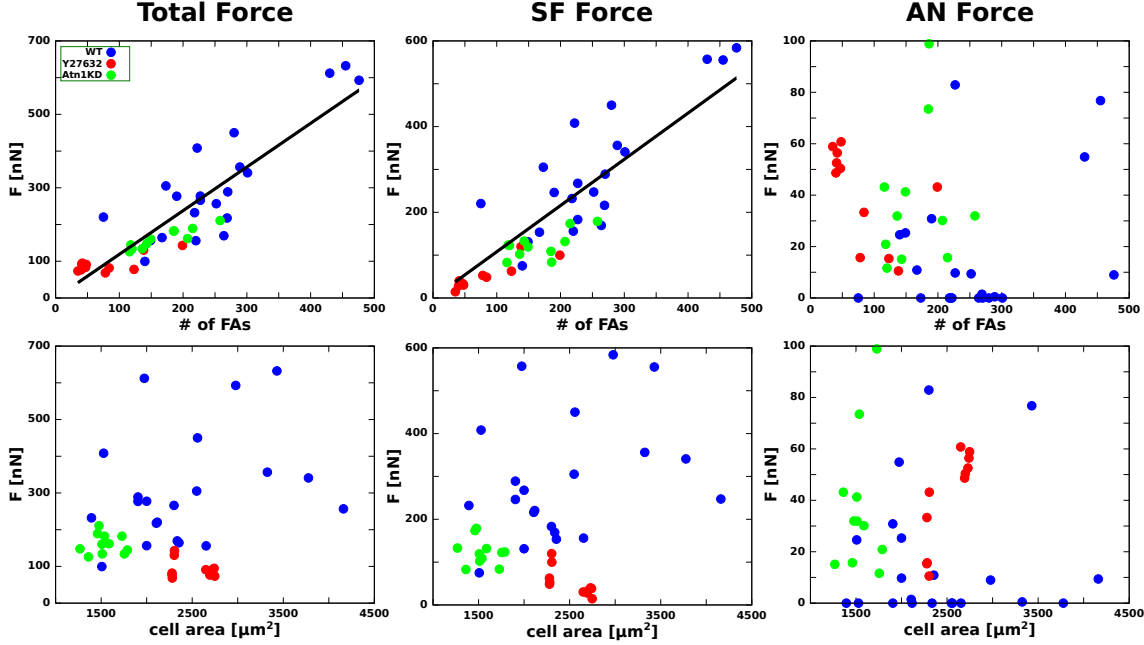 Total Force SF Force AN Force
700
500
300
100
0
F [nN]
WT
Y27632
Atn1KD
0 100 200 300 400 500
# of FAs
600
400
200
0
F [nN]
0 100 200 300 400 500
# of FAs
100
80
60
40
20
0
F [nN]
0 100 200 300 400 500
# of FAs
700
500
300
100
0
F [nN]
1500 2500 3500 4500
cell area [μm²]
600
400
200
0
F [nN]
1500 2500 3500 4500
cell area [μm²]
100
80
60
40
20
0
F [nN]
1500 2500 3500 4500
cell area [μm²]